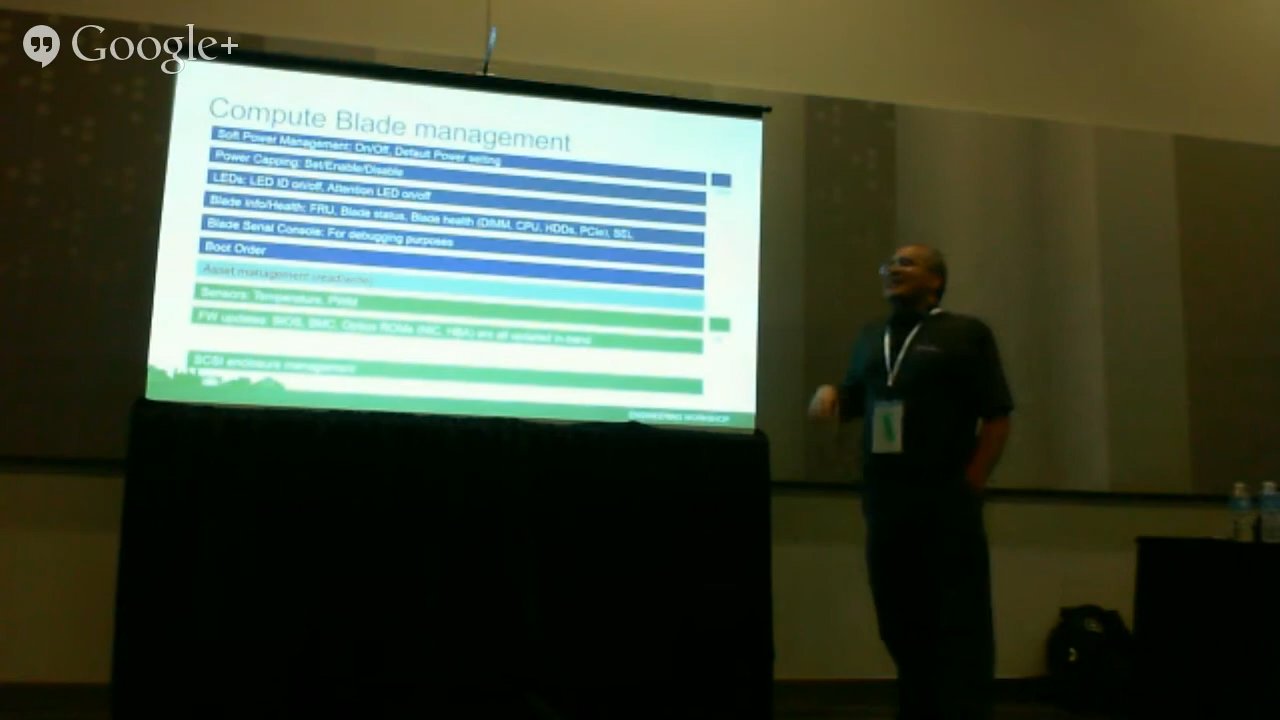 Google+
Compute Blade management
Soft Power Management: On/Off, Default Power setting
Power Capping: Set/Enable/Disable
LEDs: LED ID on/off, Attention LED on/off
Blade Info/Health: FRU, Blade status, Blade health (DIMM, CPU, HDDs, PCIe), SEL
Blade Serial Console: For debugging purposes
Boot Order
Asset management (read/write)
Sensors: Temperature, PWM
FW updates: BIOS, BMC, Option ROMs (NIC, HBA) are all updated in-band
SCSI enclosure management
ENGINEERING WORKSHOP